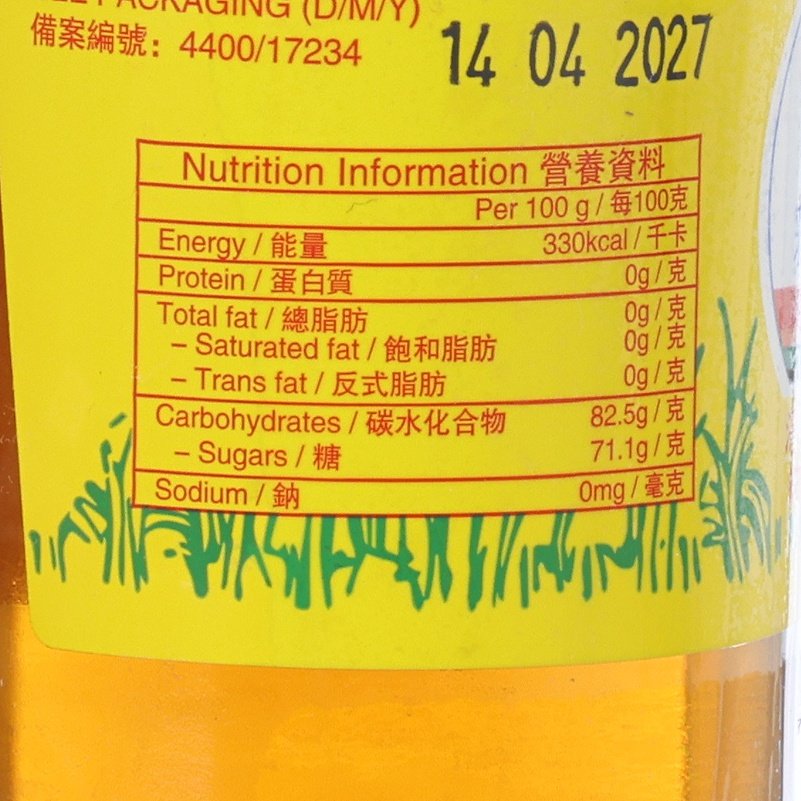 PACKAGING (D/M/Y)
備案編號：4400/17234
14 04 2027
Nutrition Information 營養資料
Per 100 g / 每100克
Energy / 能量 330kcal / 千卡
Protein / 蛋白質 0g / 克
Total fat / 總脂肪 0g / 克
– Saturated fat / 飽和脂肪 0g / 克
– Trans fat / 反式脂肪 0g / 克
Carbohydrates / 碳水化合物 82.5g / 克
– Sugars / 糖 71.1g / 克
Sodium / 鈉 0mg / 毫克